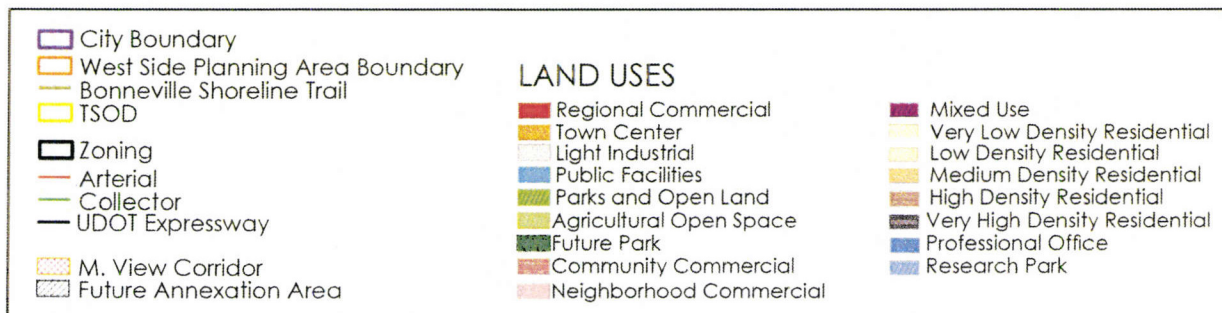 City Boundary
West Side Planning Area Boundary
Bonneville Shoreline Trail
TSOD
Zoning
Arterial
Collector
UDOT Expressway
M. View Corridor
Future Annexation Area
LAND USES
Regional Commercial
Town Center
Light Industrial
Public Facilities
Parks and Open Land
Agricultural Open Space
Future Park
Community Commercial
Neighborhood Commercial
Mixed Use
Very Low Density Residential
Low Density Residential
Medium Density Residential
High Density Residential
Very High Density Residential
Professional Office
Research Park